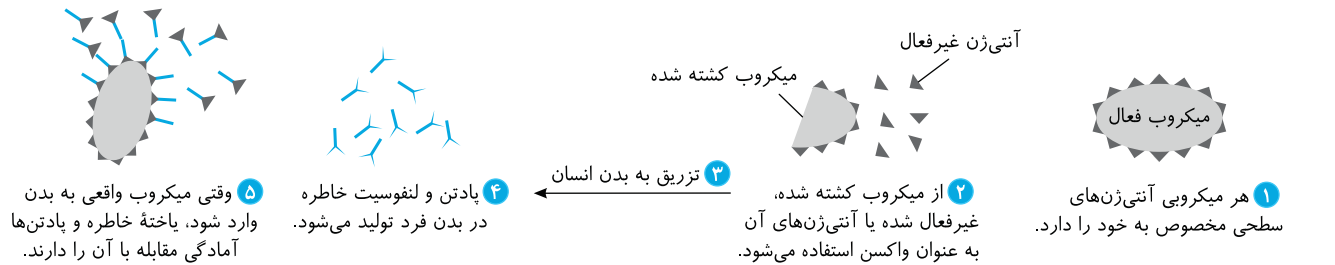 میکروب فعال
۱ هر میکروبی آنتی‌ژن‌های
سطحی مخصوص به خود را دارد.
آنتی‌ژن غیرفعال
میکروب کشته شده
۲ از میکروب کشته شده،
غیرفعال شده یا آنتی‌ژن‌های آن
به عنوان واکسن استفاده می‌شود.
۳ تزریق به بدن انسان
۴ پادتن و لنفوسیت خاطره
در بدن فرد تولید می‌شود.
۵ وقتی میکروب واقعی به بدن
وارد شود، یاختهٔ خاطره و پادتن‌ها
آمادگی مقابله با آن را دارند.